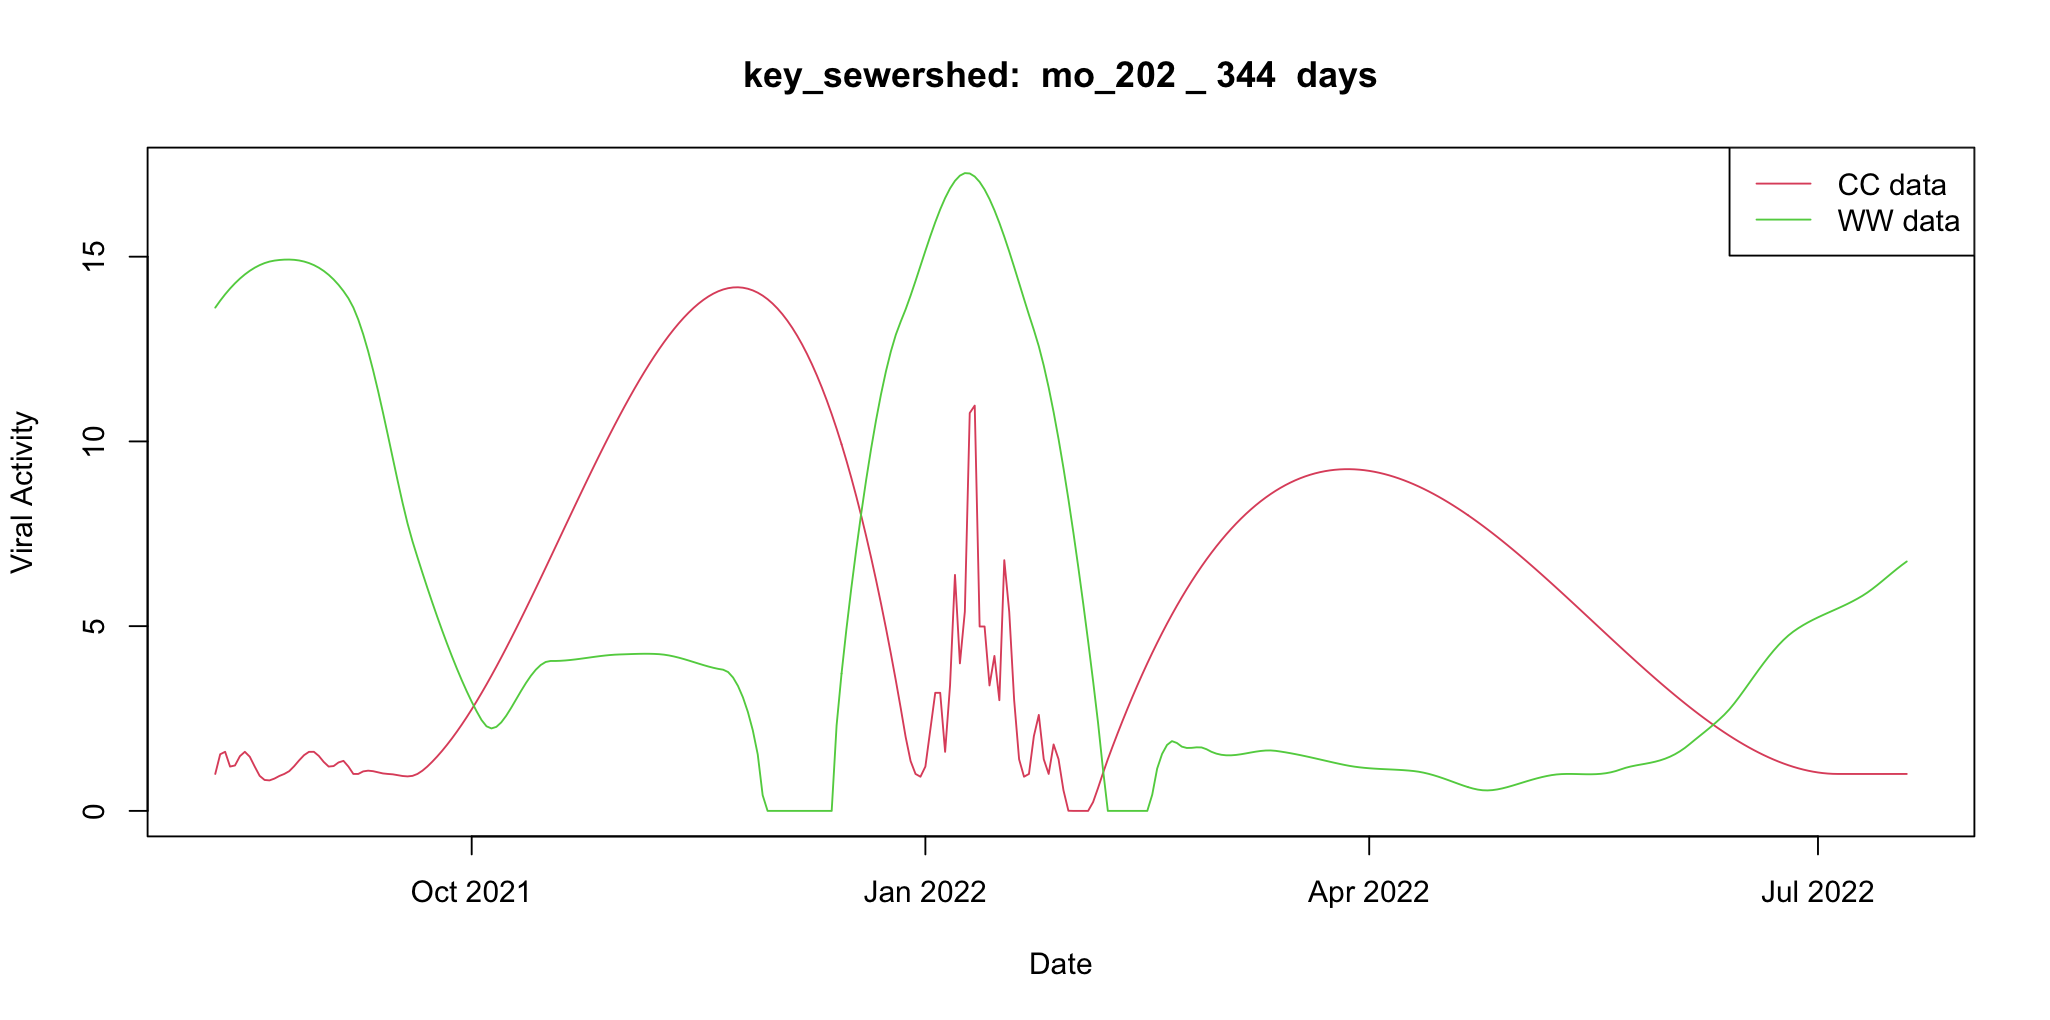 key_sewershed:  mo_202 _ 344  days
CC data
WW data
Viral Activity
15
10
5
0
Oct 2021
Jan 2022
Apr 2022
Jul 2022
Date